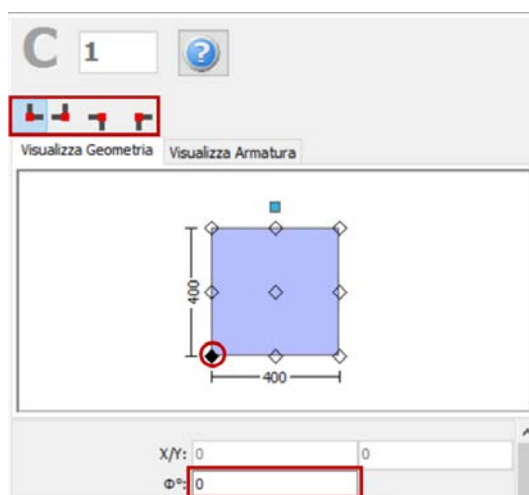 C 1
?
Visualizza Geometria Visualizza Armatura
400
400
X/Y: 0 0
Φ°: 0